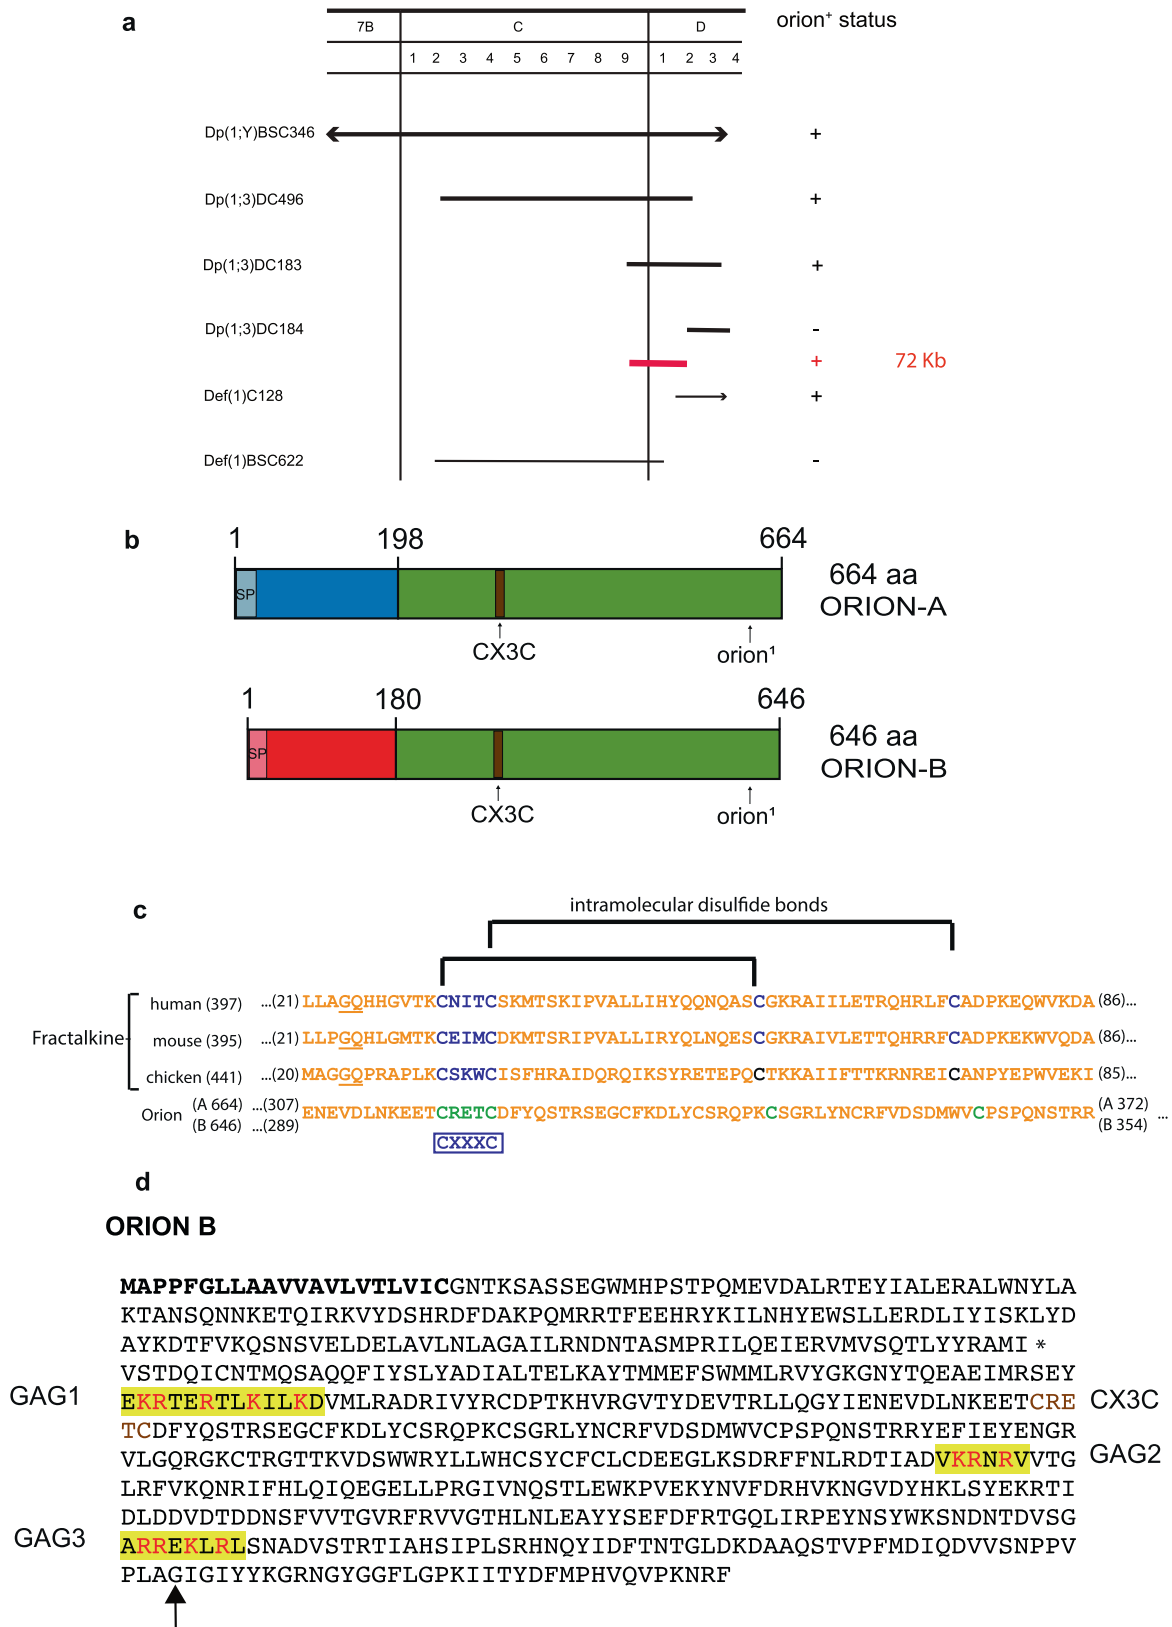 a
orion⁺ status
7B C D
1 2 3 4 5 6 7 8 9 1 2 3 4
Dp(1;Y)BSC346 +
Dp(1;3)DC496 +
Dp(1;3)DC183 +
Dp(1;3)DC184 -
+ 72 Kb
Def(1)C128 +
Def(1)BSC622 -
b
1 198 664
SP
664 aa
ORION-A
CX3C
orion¹
1 180 646
SP
646 aa
ORION-B
CX3C
orion¹
c
intramolecular disulfide bonds
Fractalkine
human (397) ...(21) LLAGQHHGVTKCNITCSKMTSKIPVALLIHYQQNQASCGKRAIILETRQHRLFCADPKEQWVKDA (86)...
mouse (395) ...(21) LLPGQHLGMTKCEIMCDKMTSRIPVALLIRYQLNQESCGKRAIVLETTQHRRFCADPKEKWVQDA (86)...
chicken (441) ...(20) MAGGQPRAPLKCSKWCISFHRAIDQRQIKSYRETEPQCTKKAIIFTTKRNREICANPYEPWVEKI (85)...
Orion (A 664) ...(307) ENEVDLNKEETCRETCDFYQSTRSEGCFKDLYCSRQPKCSGRLYNCRFVDSDMWVCPSPQNSTRR (A 372) ...
(B 646) ...(289) (B 354)
CXXXC
d
ORION B
MAPPFGLLAAVVAVLVTLVICGNTKSASSEGWMHPSTPQMEVDALRTEYIALERALWNYLA
KTANSQNNKETQIRKVYDSHRDFDAKPQMRRTFEEHRYKILNHYEWSLLERDLIYISKLYD
AYKDTFVKQSNSVELDELAVLNLAGAILRNDNTASMPRILQEIERVMVSQTLYYRAMI *
VSTDQICNTMQSAQQFIYSLYADIALTELKAYTMMEFSWMMLRVYGKGNYTQEAEIMRSEY
GAG1 EKRTERTLKILKDVMLRADRIVYRCDPTKHVRGVTYDEVTRLLQGYIENEVDLNKEETCRE CX3C
TCDFYQSTRSEGCFKDLYCSRQPKCSGRLYNCRFVDSDMWVCPSPQNSTRRYEFIEYENGR
VLGQRGKCTRGTTKVDSWWRYLLWHCSYCFCLCDEEGLKSDRFFNLRDTIADVKRNRVVTG GAG2
LRFVKQNRIFHLQIQEGELLPRGIVNQSTLEWKPVEKYNVFDRHVKNGVDYHKLSYEKRTI
DLDDVDTDDNSFVVTGVRFRVVGTHLNLEAYYSEFDFRTGQLIRPEYNSYWKSNDNTDVSG
GAG3 ARREKLRLSNADVSTRTIAHSIPLSRHNQYIDFTNTGLDKDAAQSTVPFMDIQDVVSNPPV
PLAGIGIYYKGRNGYGGFLGPKIITYDFMPHVQVPKNRF